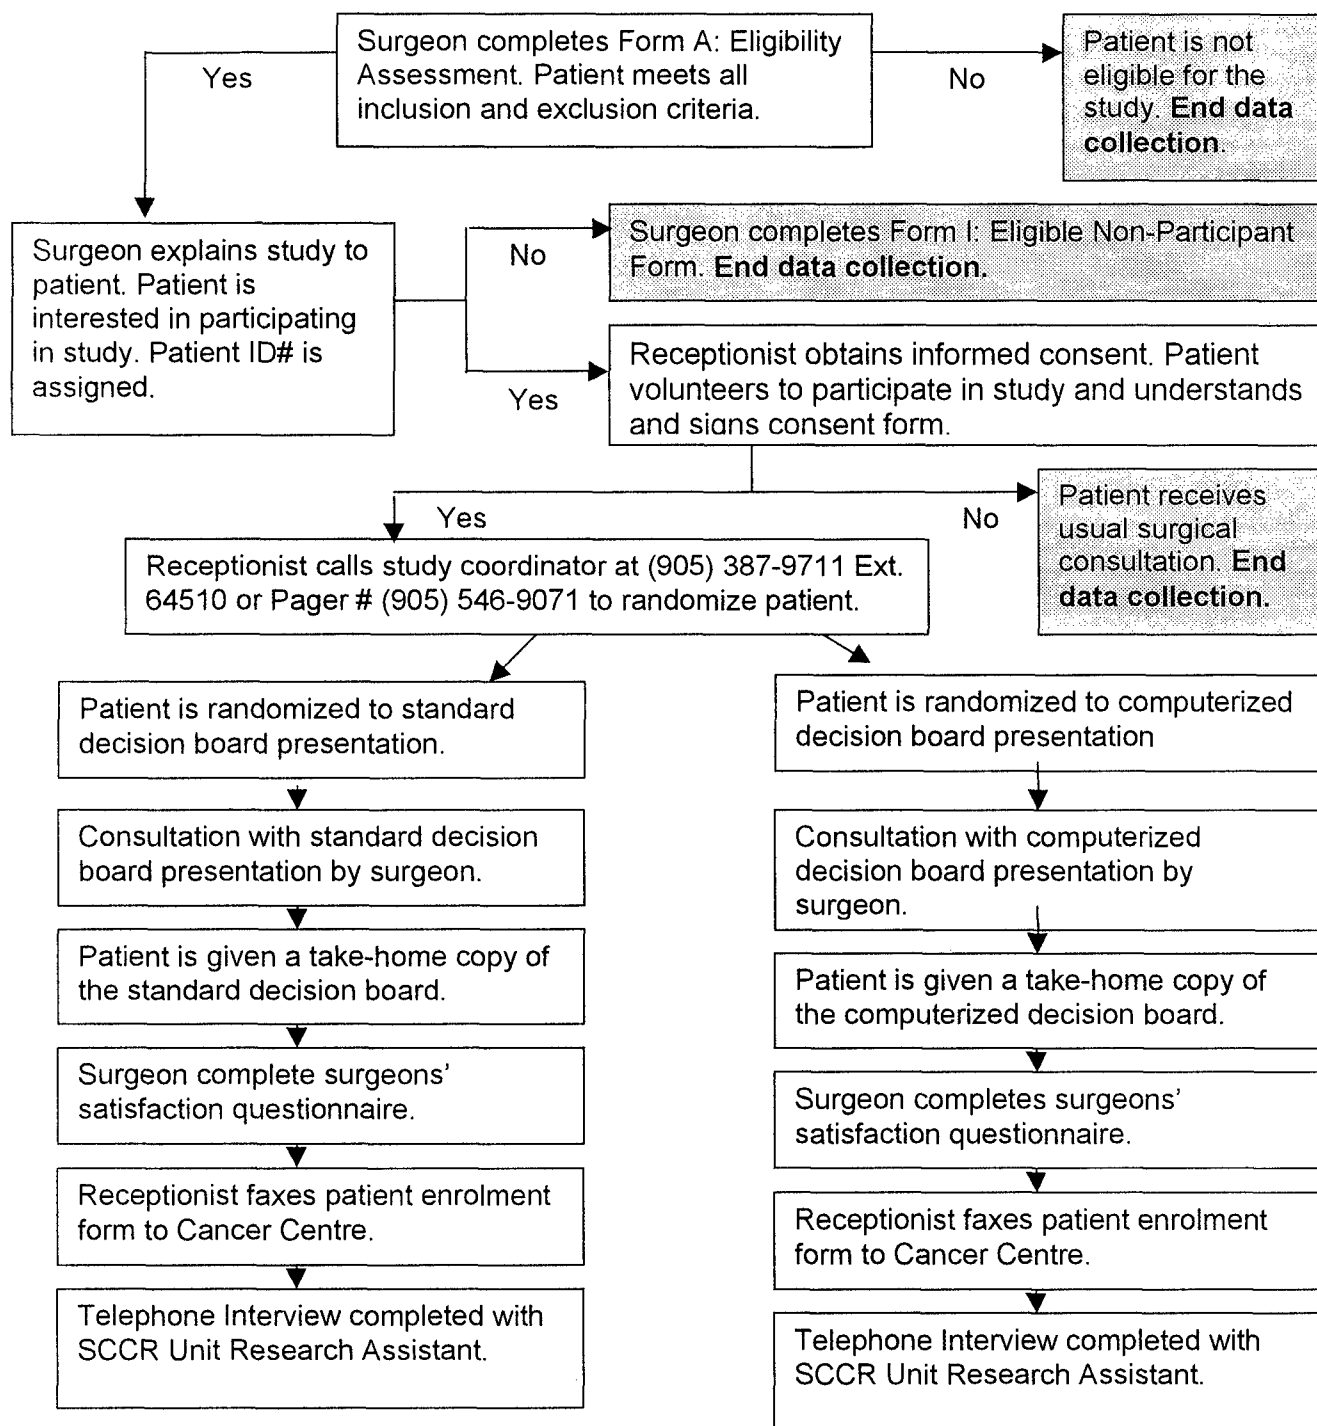 Surgeon completes Form A: Eligibility
Assessment. Patient meets all
inclusion and exclusion criteria.
Yes
No
Patient is not
eligible for the
study. End data
collection.
Surgeon explains study to
patient. Patient is
interested in participating
in study. Patient ID# is
assigned.
No
Surgeon completes Form I: Eligible Non-Participant
Form. End data collection.
Yes
Receptionist obtains informed consent. Patient
volunteers to participate in study and understands
and signs consent form.
Yes
No
Patient receives
usual surgical
consultation. End
data collection.
Receptionist calls study coordinator at (905) 387-9711 Ext.
64510 or Pager # (905) 546-9071 to randomize patient.
Patient is randomized to standard
decision board presentation.
Consultation with standard decision
board presentation by surgeon.
Patient is given a take-home copy of
the standard decision board.
Surgeon complete surgeons'
satisfaction questionnaire.
Receptionist faxes patient enrolment
form to Cancer Centre.
Telephone Interview completed with
SCCR Unit Research Assistant.
Patient is randomized to computerized
decision board presentation
Consultation with computerized
decision board presentation by
surgeon.
Patient is given a take-home copy of
the computerized decision board.
Surgeon completes surgeons'
satisfaction questionnaire.
Receptionist faxes patient enrolment
form to Cancer Centre.
Telephone Interview completed with
SCCR Unit Research Assistant.